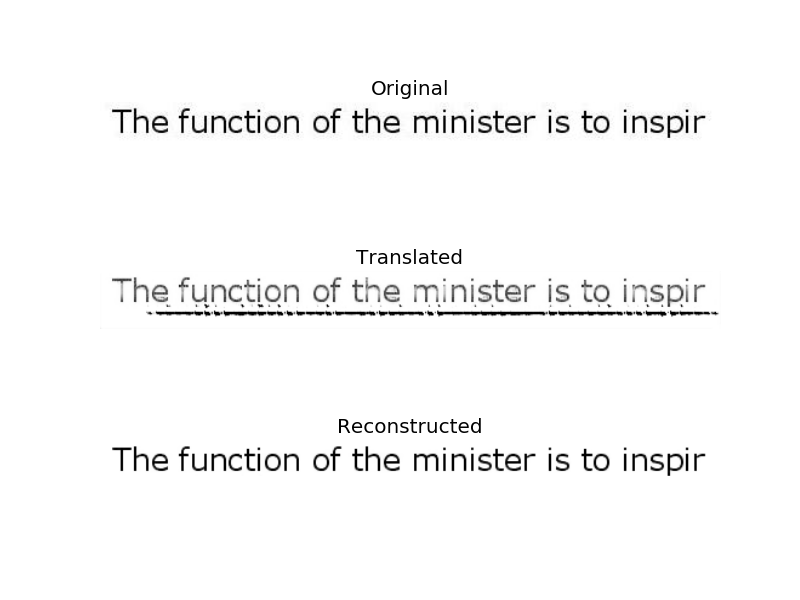 Original
The function of the minister is to inspir
Translated
The function of the minister is to inspir
Reconstructed
The function of the minister is to inspir